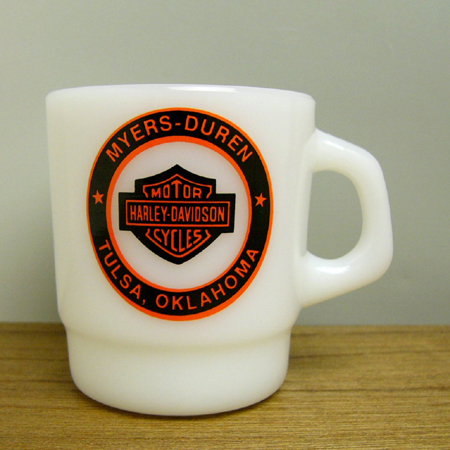 MYERS-DUREN
MOTOR
HARLEY-DAVIDSON
CYCLES
TULSA, OKLAHOMA